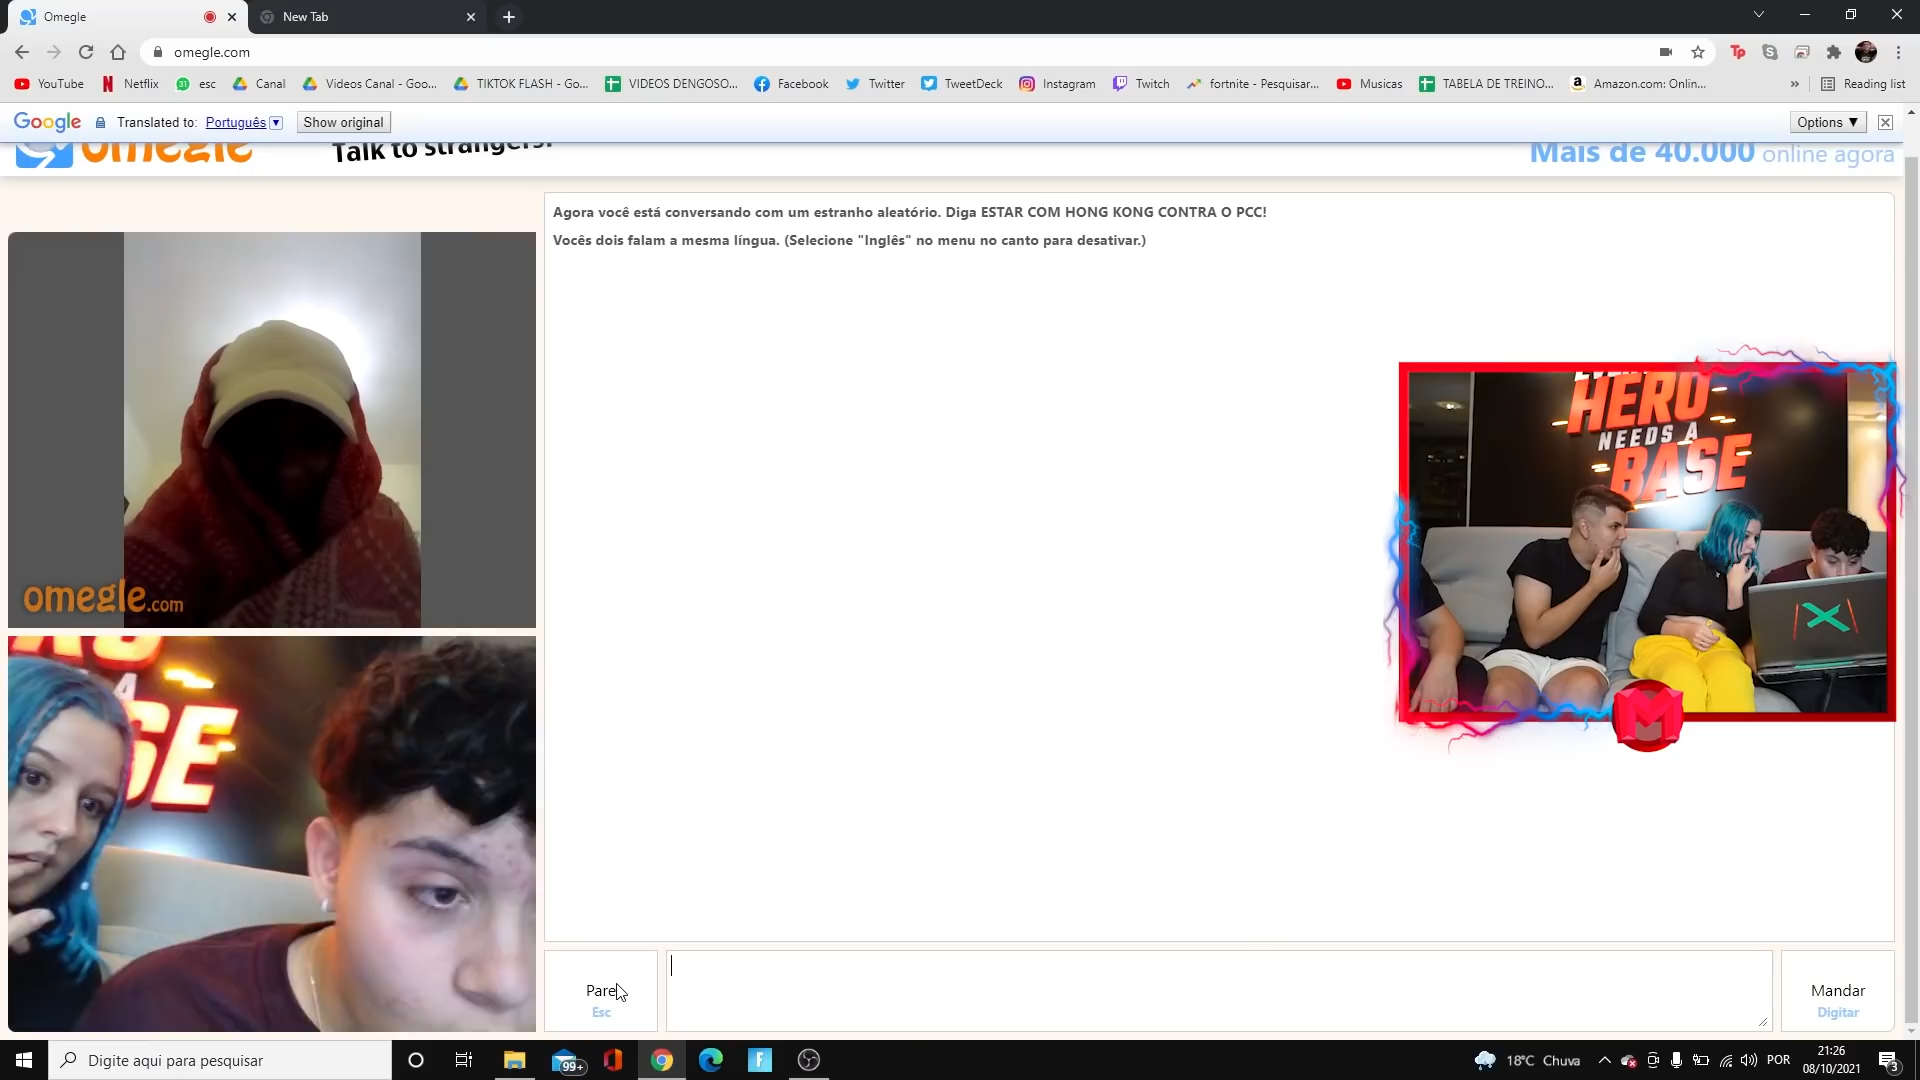 Omegle
New Tab
omegle.com
YouTube
Netflix
esc
Canal
Videos Canal - Goo...
TIKTOK FLASH - Go...
VIDEOS DENGOSO...
Facebook
Twitter
TweetDeck
Instagram
Twitch
fortnite - Pesquisar...
Musicas
TABELA DE TREINO...
Amazon.com: Onlin...
»
Reading list
Google
Translated to: Português
Show original
Options ▼
omegle
Talk to strangers!
Mais de 40.000 online agora
Agora você está conversando com um estranho aleatório. Diga ESTAR COM HONG KONG CONTRA O PCC!
Vocês dois falam a mesma língua. (Selecione "Inglês" no menu no canto para desativar.)
omegle.com
HERO
NEEDS A
BASE
A
SE
Pare
Esc
Mandar
Digitar
Digite aqui para pesquisar
99+
18°C Chuva
POR
21:26
08/10/2021
3